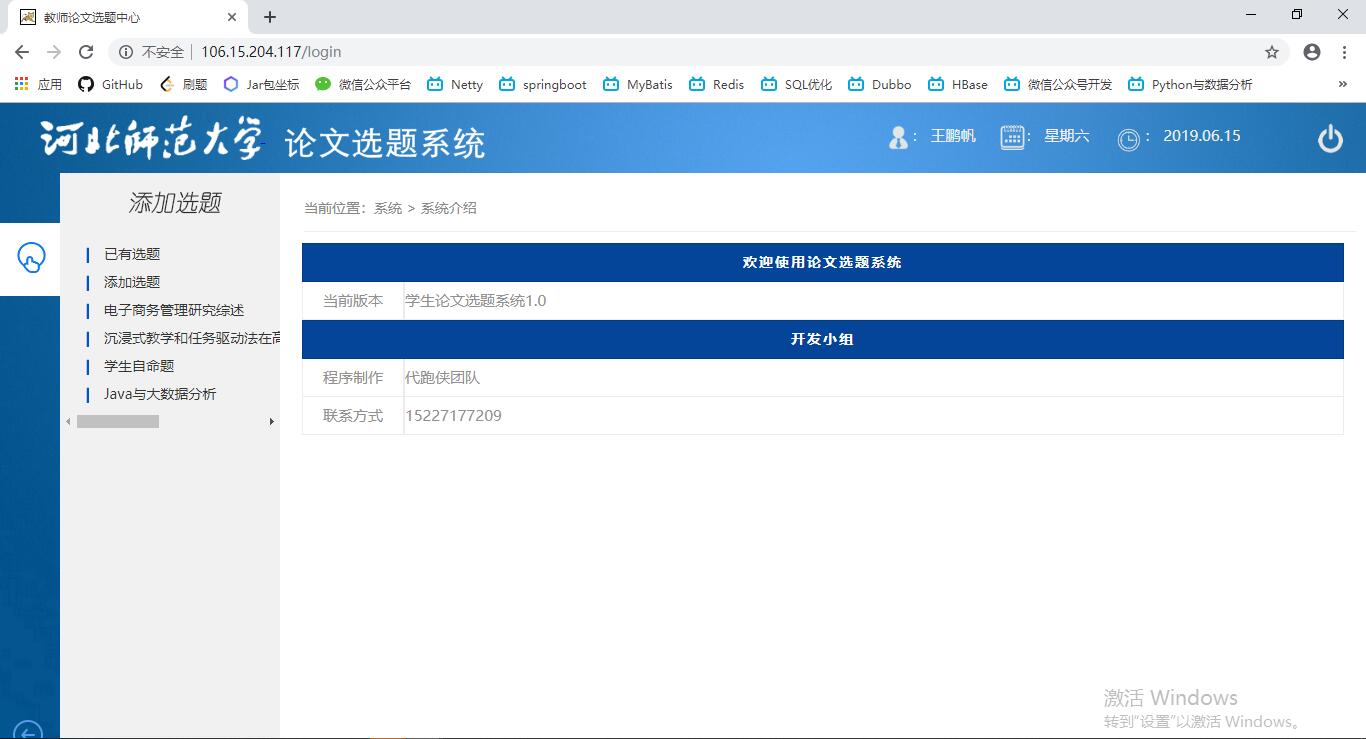 教师论文选题中心
不安全 106.15.204.117/login
应用 GitHub 刷题 Jar包坐标 微信公众平台 Netty springboot MyBatis Redis SQL优化 Dubbo HBase 微信公众号开发 Python与数据分析 »
河北师范大学 论文选题系统 : 王鹏帆 : 星期六 : 2019.06.15
添加选题
已有选题
添加选题
电子商务管理研究综述
沉浸式教学和任务驱动法在高
学生自命题
Java与大数据分析
当前位置: 系统 > 系统介绍
欢迎使用论文选题系统
当前版本 学生论文选题系统1.0
开发小组
程序制作 代跑侠团队
联系方式 15227177209
激活 Windows
转到"设置"以激活 Windows。